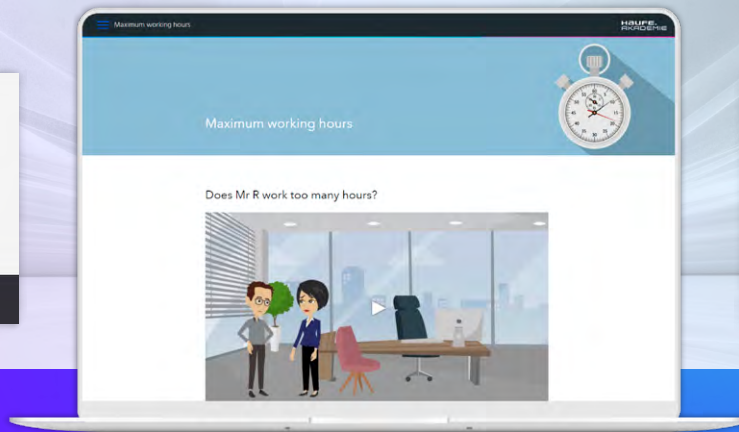 Maximum working hours
HAUFE.
AKADEMIE
Maximum working hours
Does Mr R work too many hours?